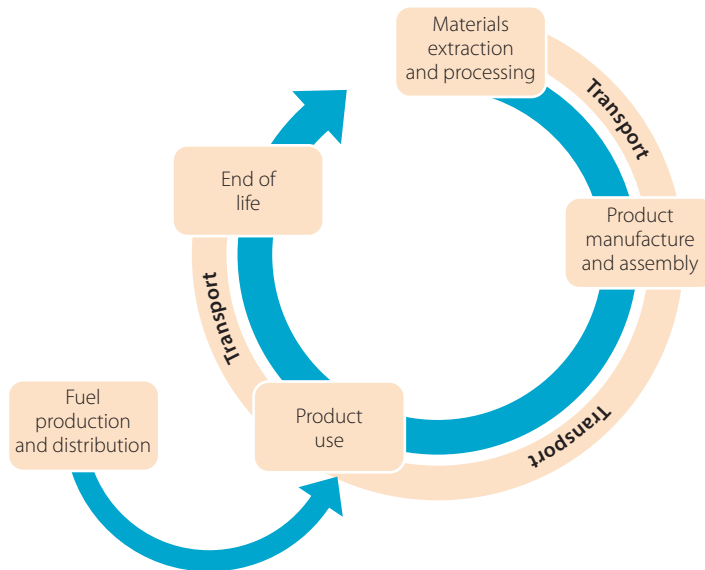 Materials
extraction
and processing
Transport
Product
manufacture
and assembly
Transport
Product
use
Transport
End of
life
Fuel
production
and distribution